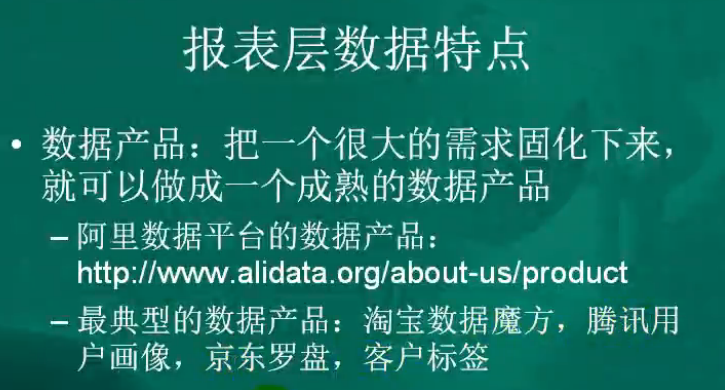 报表层数据特点
• 数据产品：把一个很大的需求固化下来，
就可以做成一个成熟的数据产品
–阿里数据平台的数据产品：
http://www.alidata.org/about-us/product
–最典型的数据产品：淘宝数据魔方，腾讯用
户画像，京东罗盘，客户标签